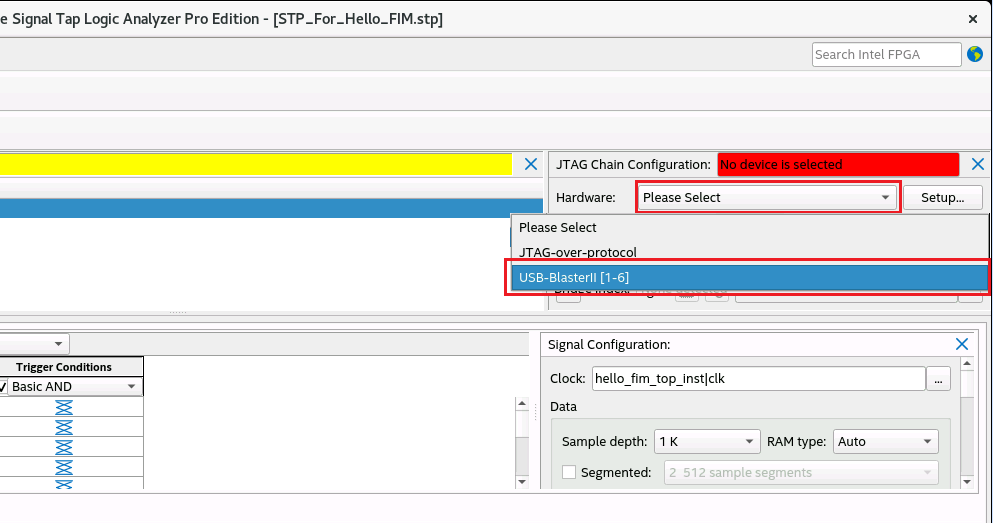 e Signal Tap Logic Analyzer Pro Edition - [STP_For_Hello_FIM.stp]
Search Intel FPGA
JTAG Chain Configuration: No device is selected
Hardware: Please Select Setup...
Please Select
JTAG-over-protocol
USB-BlasterII [1-6]
Signal Configuration:
Trigger Conditions
Basic AND
Clock: hello_fim_top_inst|clk ...
Data
Sample depth: 1 K RAM type: Auto
Segmented: 2 512 sample segments